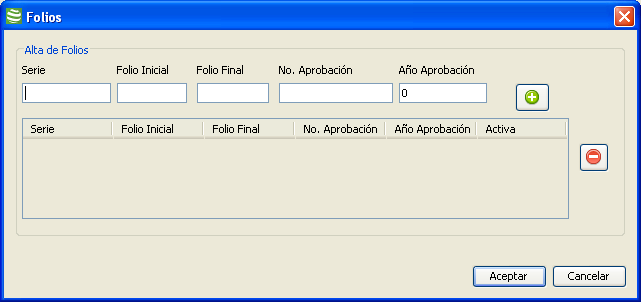 Folios
Alta de Folios
Serie Folio Inicial Folio Final No. Aprobación Año Aprobación
0
Serie Folio Inicial Folio Final No. Aprobación Año Aprobación Activa
Aceptar Cancelar